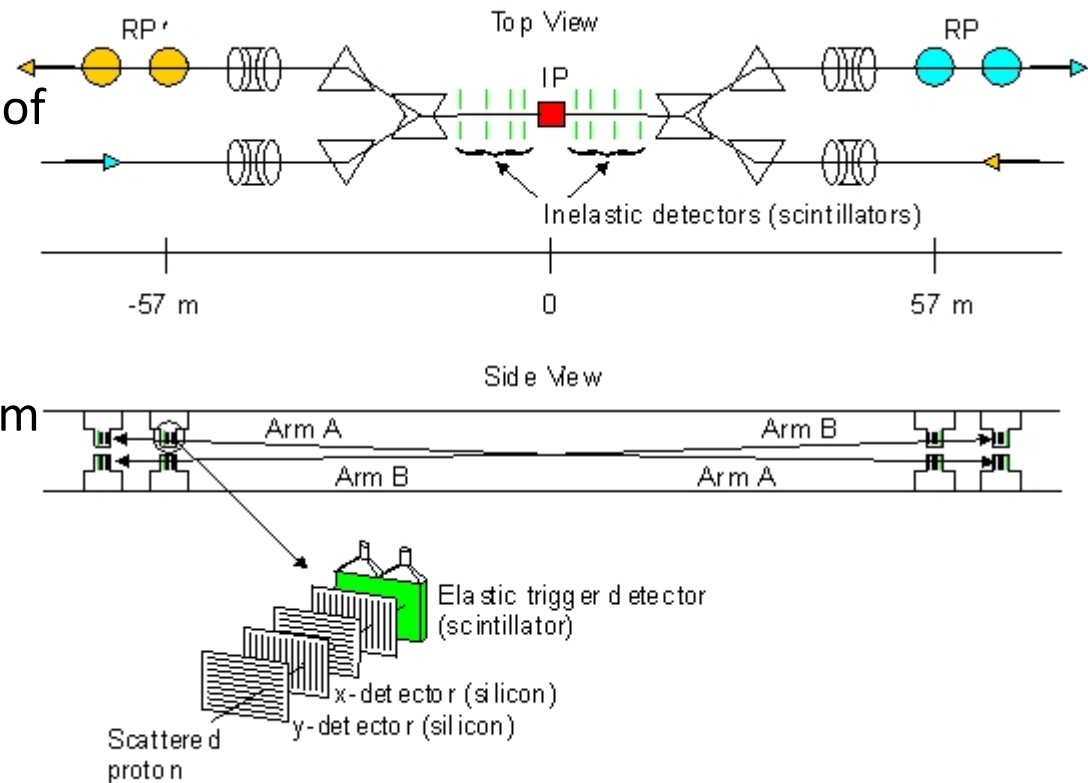 Top View
RP'
RP
IP
of
Inelastic detectors (scintillators)
-57 m
0
57 m
Side View
m
Arm A
Arm B
Arm B
Arm A
Elastic trigger detector
(scintillator)
x-detector (silicon)
y-detector (silicon)
Scattered
proton